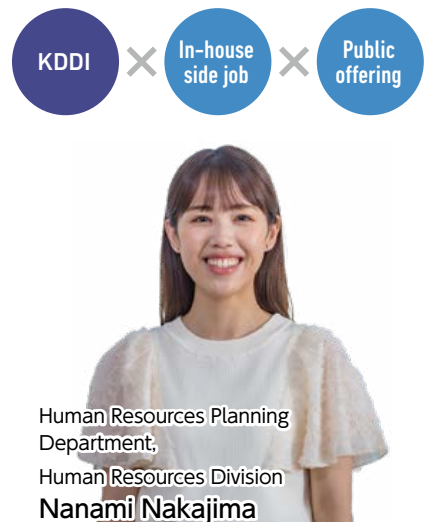 KDDI
In-house
side job
Public
offering
Human Resources Planning
Department,
Human Resources Division
Nanami Nakajima